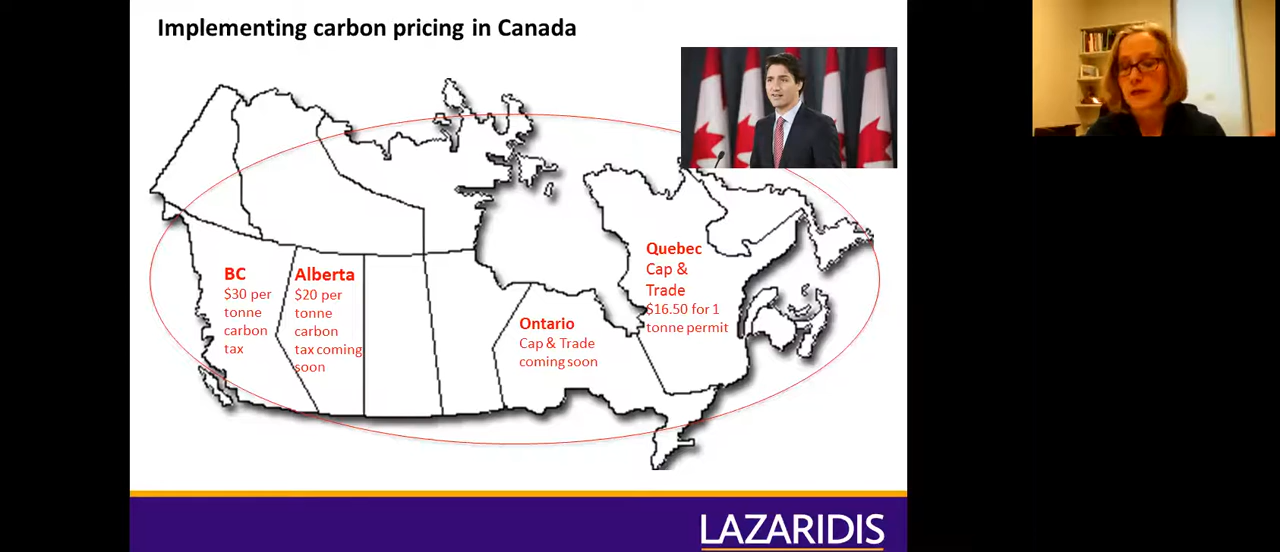 Implementing carbon pricing in Canada
BC
$30 per
tonne
carbon
tax
Alberta
$20 per
tonne
carbon
tax coming
soon
Ontario
Cap & Trade
coming soon
Quebec
Cap &
Trade
$16.50 for 1
tonne permit
LAZARIDIS